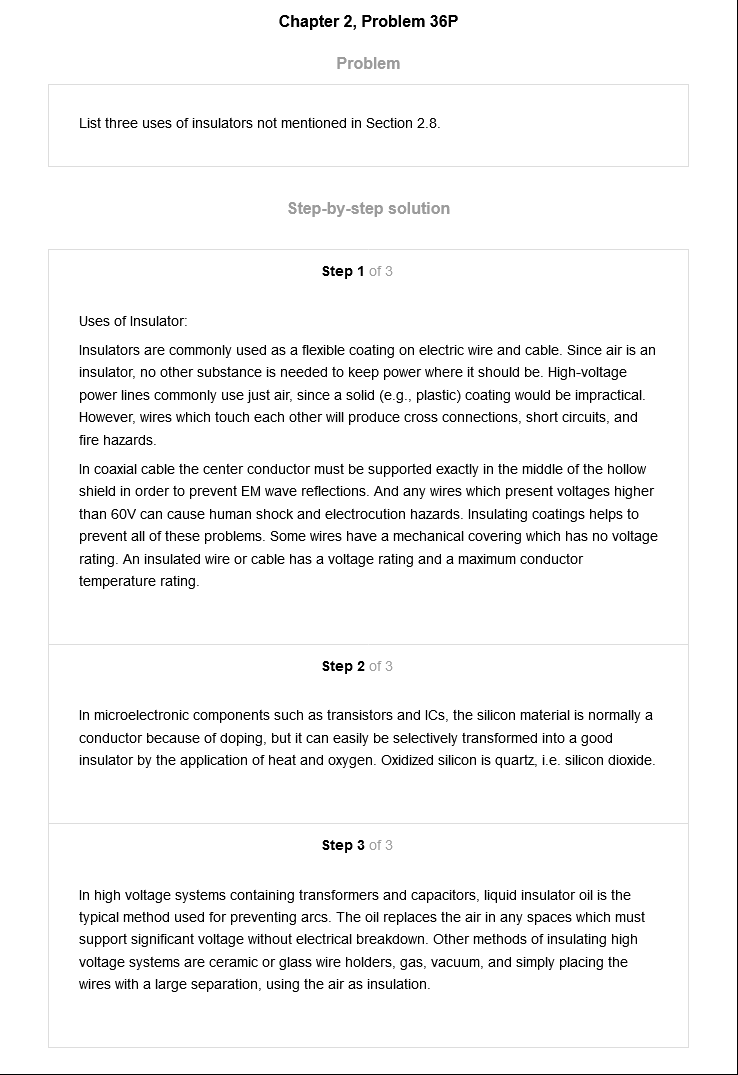 Chapter 2, Problem 36P
Problem
List three uses of insulators not mentioned in Section 2.8.
Step-by-step solution
Step 1 of 3
Uses of Insulator:
Insulators are commonly used as a flexible coating on electric wire and cable. Since air is an
insulator, no other substance is needed to keep power where it should be. High-voltage
power lines commonly use just air, since a solid (e.g., plastic) coating would be impractical.
However, wires which touch each other will produce cross connections, short circuits, and
fire hazards.
In coaxial cable the center conductor must be supported exactly in the middle of the hollow
shield in order to prevent EM wave reflections. And any wires which present voltages higher
than 60V can cause human shock and electrocution hazards. Insulating coatings helps to
prevent all of these problems. Some wires have a mechanical covering which has no voltage
rating. An insulated wire or cable has a voltage rating and a maximum conductor
temperature rating.
Step 2 of 3
In microelectronic components such as transistors and ICs, the silicon material is normally a
conductor because of doping, but it can easily be selectively transformed into a good
insulator by the application of heat and oxygen. Oxidized silicon is quartz, i.e. silicon dioxide.
Step 3 of 3
In high voltage systems containing transformers and capacitors, liquid insulator oil is the
typical method used for preventing arcs. The oil replaces the air in any spaces which must
support significant voltage without electrical breakdown. Other methods of insulating high
voltage systems are ceramic or glass wire holders, gas, vacuum, and simply placing the
wires with a large separation, using the air as insulation.